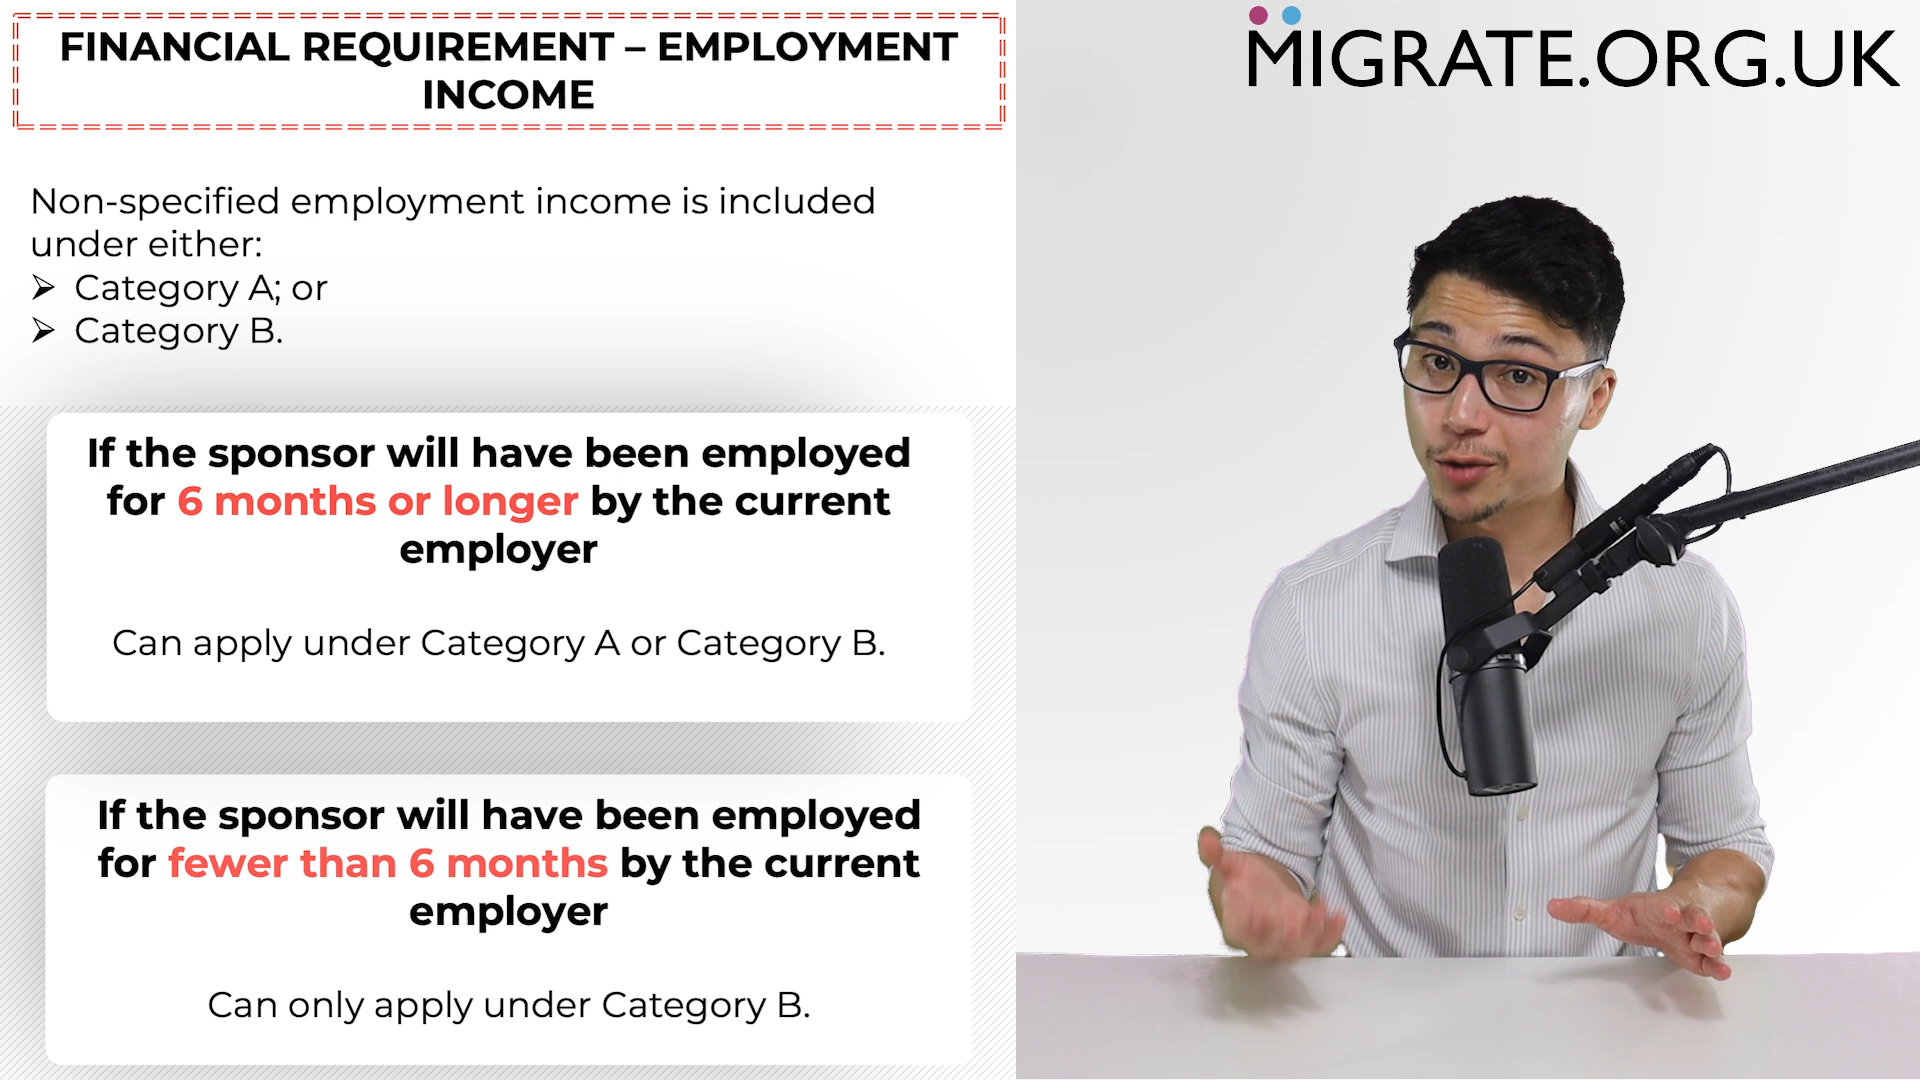 FINANCIAL REQUIREMENT – EMPLOYMENT
INCOME
MIGRATE.ORG.UK
Non-specified employment income is included
under either:
➢ Category A; or
➢ Category B.
If the sponsor will have been employed
for 6 months or longer by the current
employer
Can apply under Category A or Category B.
If the sponsor will have been employed
for fewer than 6 months by the current
employer
Can only apply under Category B.